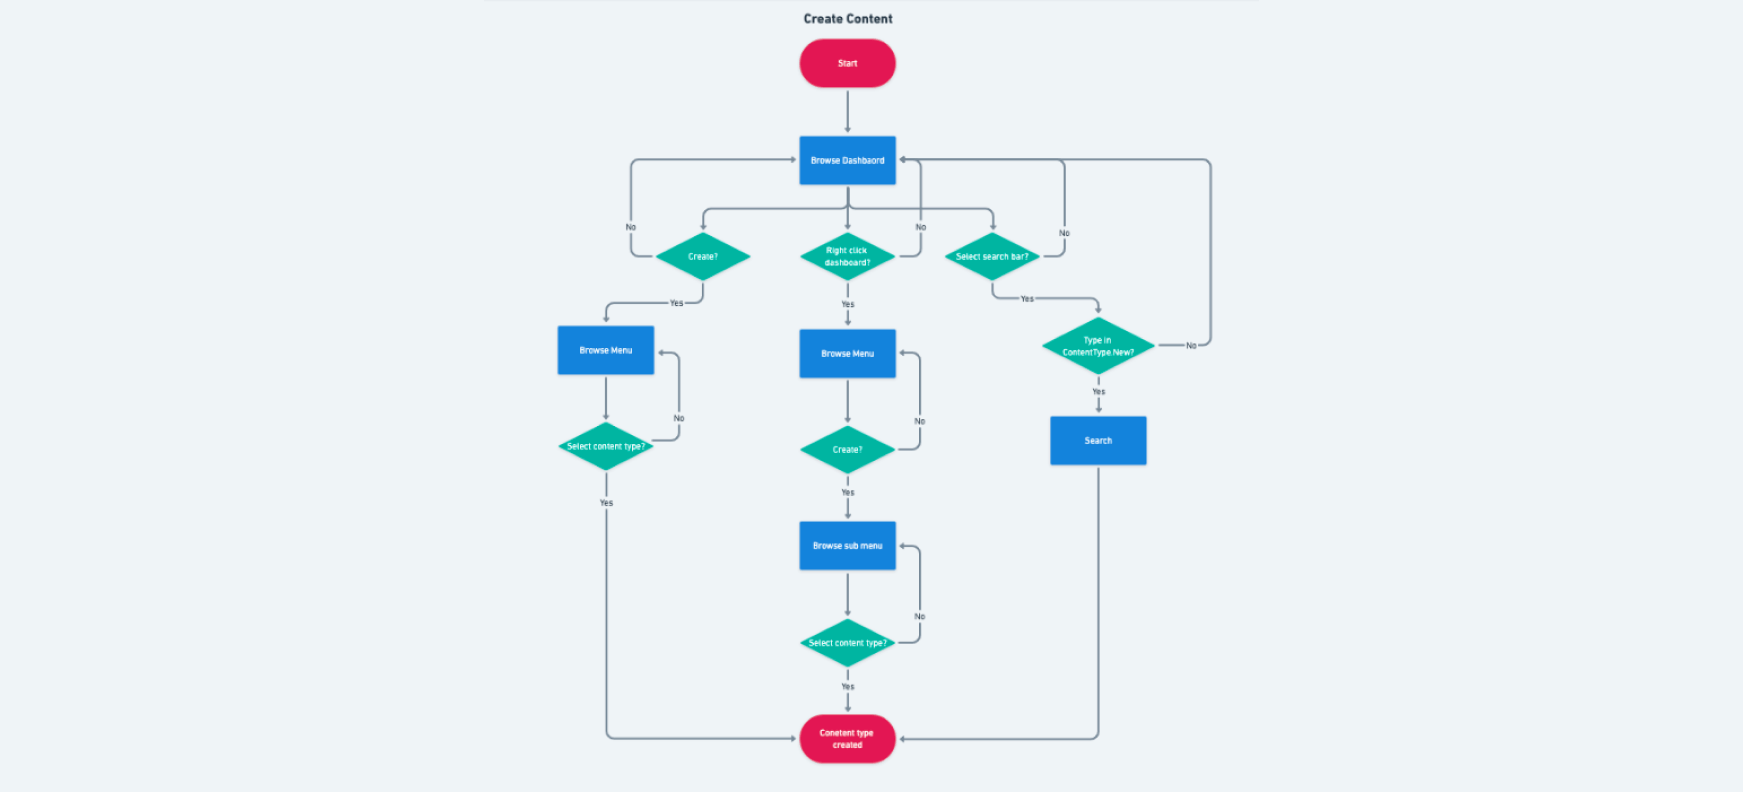 Create Content
Start
Browse Dashbaord
No
No
No
Create?
Right click
dashboard?
Select search bar?
Yes
Yes
Yes
Browse Menu
Browse Menu
Type in
ContentType.New?
No
Yes
No
No
Select content type?
Create?
Search
Yes
Yes
Browse sub menu
No
Select content type?
Yes
Conetent type
created